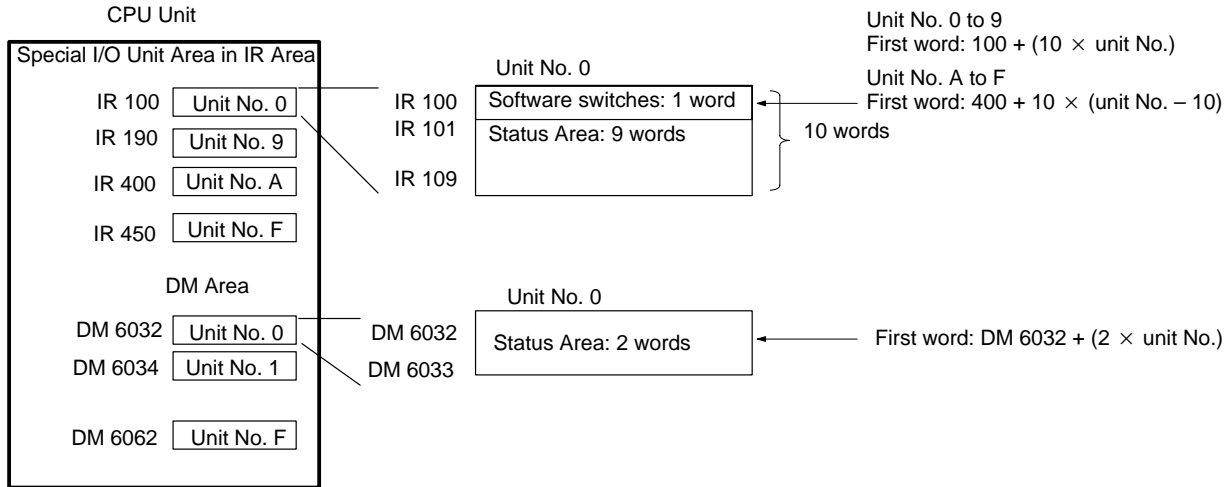 CPU Unit
Special I/O Unit Area in IR Area
IR 100 Unit No. 0
IR 190 Unit No. 9
IR 400 Unit No. A
IR 450 Unit No. F
DM Area
DM 6032 Unit No. 0
DM 6034 Unit No. 1
DM 6062 Unit No. F
Unit No. 0
IR 100 Software switches: 1 word
IR 101 Status Area: 9 words
IR 109
10 words
Unit No. 0 to 9
First word: 100 + (10 × unit No.)
Unit No. A to F
First word: 400 + 10 × (unit No. – 10)
Unit No. 0
DM 6032
Status Area: 2 words
DM 6033
First word: DM 6032 + (2 × unit No.)